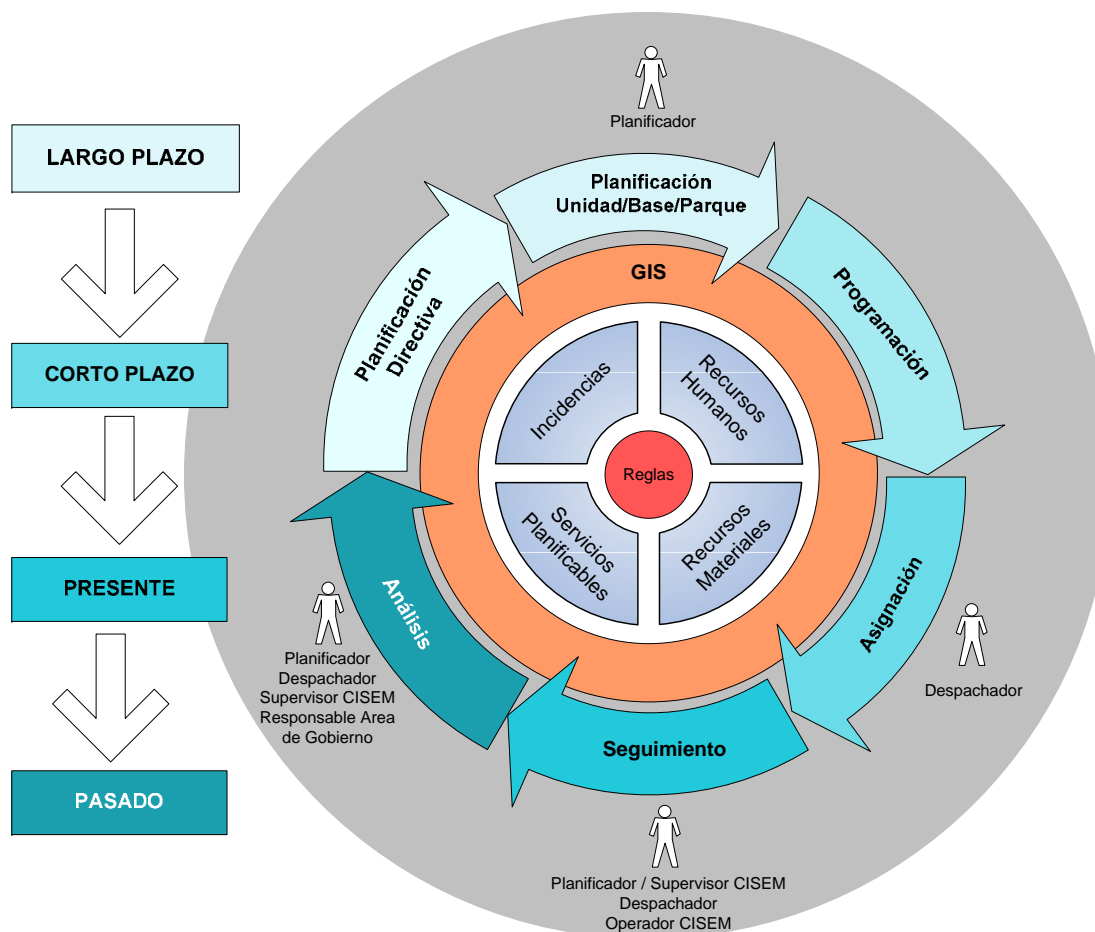 LARGO PLAZO
CORTO PLAZO
PRESENTE
PASADO
Planificador
Planificación
Unidad/Base/Parque
Programación
Planificación
Directiva
GIS
Incidencias
Recursos
Humanos
Reglas
Servicios
Planificables
Recursos
Materiales
Asignación
Despachador
Análisis
Planificador
Despachador
Supervisor CISEM
Responsable Area
de Gobierno
Seguimiento
Planificador / Supervisor CISEM
Despachador
Operador CISEM